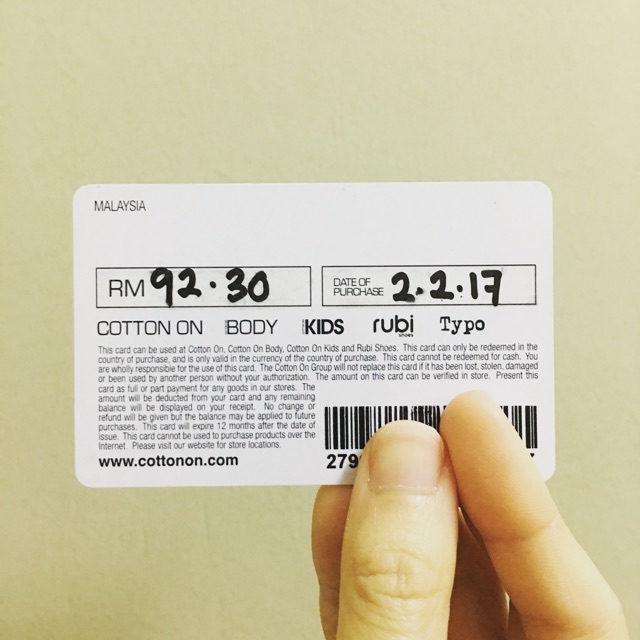 MALAYSIA
RM 92.30
DATE OF PURCHASE 2.2.17
COTTON ON BODY KIDS rubi shoes Typo
This card can be used at Cotton On, Cotton On Body, Cotton On Kids and Rubi Shoes. This card can only be redeemed in the
country of purchase, and is only valid in the currency of the country of purchase. This card cannot be redeemed for cash. You
are wholly responsible for the use of this card. The Cotton On Group will not replace this card if it has been lost, stolen, damaged
or been used by another person without your authorization. The amount on this card can be verified in store. Present this
card as full or part payment for any goods in our stores. The
amount will be deducted from your card and any remaining
balance will be displayed on your receipt. No change or
refund will be given but the balance may be applied to future
purchases. This card will expire 12 months after the date of
issue. This card cannot be used to purchase products over the
Internet. Please visit our website for store locations.
www.cottonon.com
279